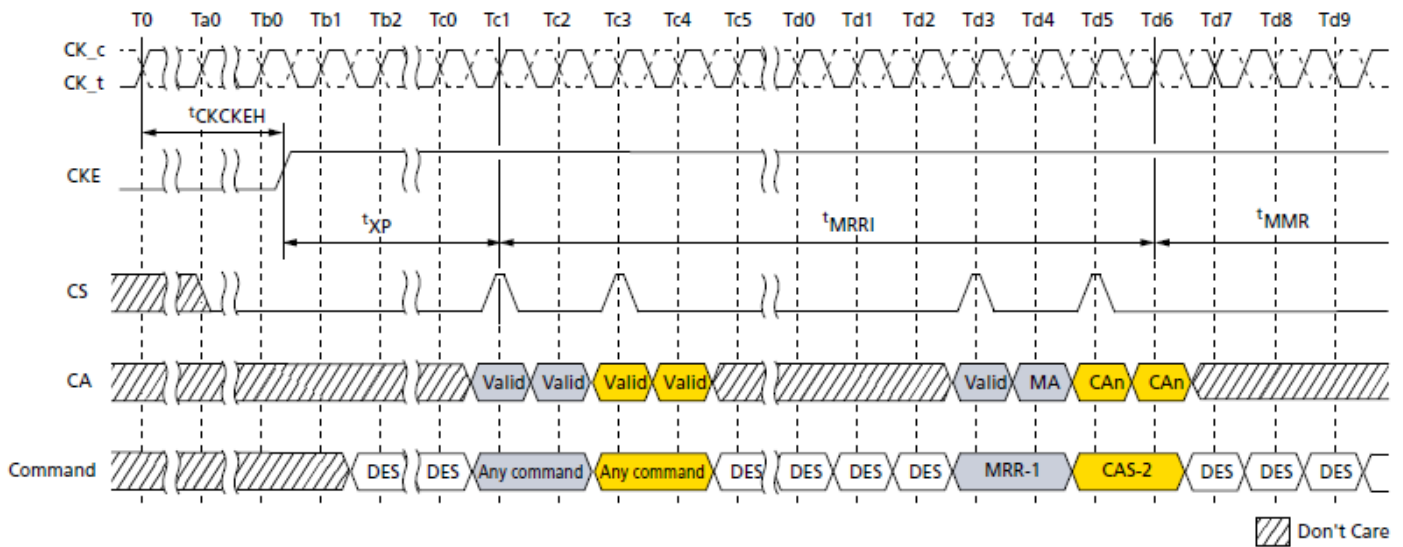 T0 Ta0 Tb0 Tb1 Tb2 Tc0 Tc1 Tc2 Tc3 Tc4 Tc5 Td0 Td1 Td2 Td3 Td4 Td5 Td6 Td7 Td8 Td9
CK_c
CK_t
tCKCKEH
CKE
tXP tMRRI tMMR
CS
CA Valid Valid Valid Valid Valid MA CAn CAn
Command DES DES Any command Any command DES DES DES DES MRR-1 CAS-2 DES DES DES
Don't Care